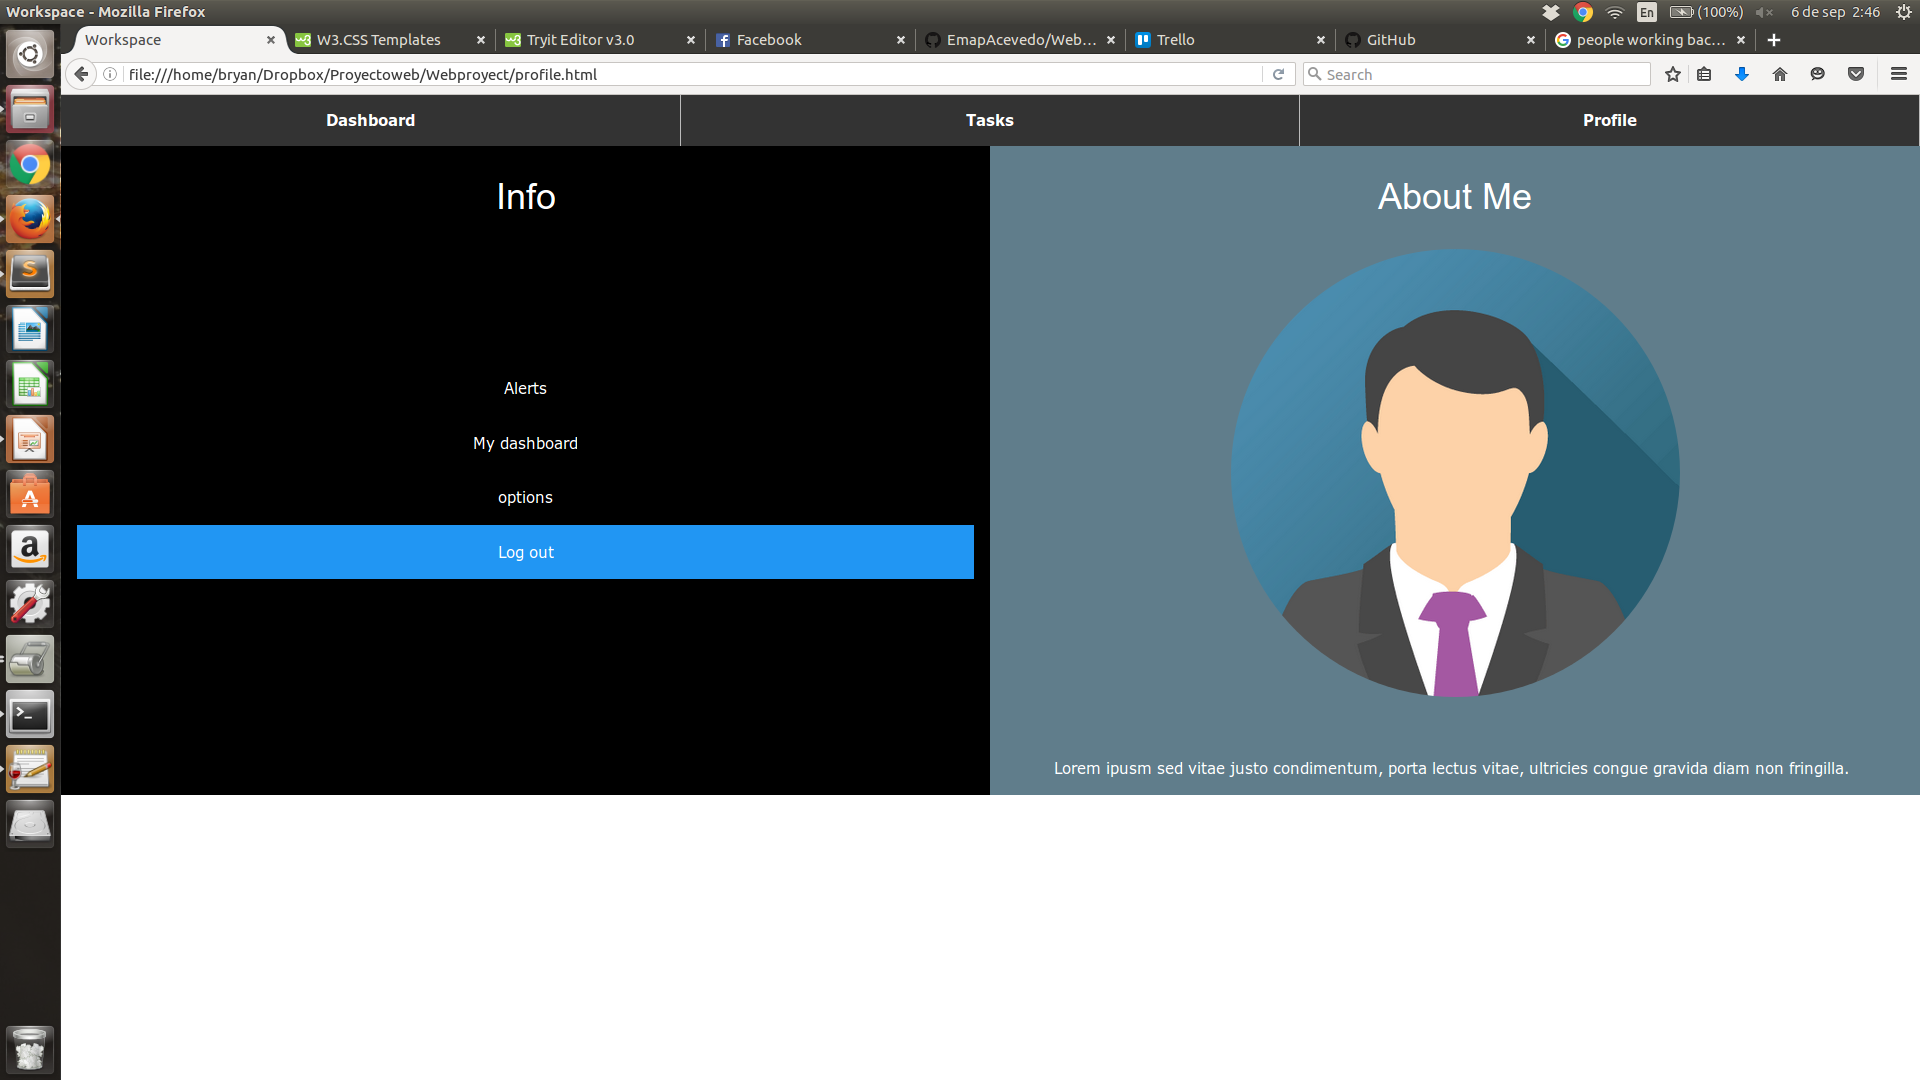 Workspace - Mozilla Firefox
En (100%) 6 de sep 2:46
Workspace W3.CSS Templates Tryit Editor v3.0 Facebook EmapAcevedo/Web... Trello GitHub people working bac...
file:///home/bryan/Dropbox/Proyectoweb/Webproyect/profile.html Search
Dashboard Tasks Profile
Info
Alerts
My dashboard
options
Log out
About Me
Lorem ipusm sed vitae justo condimentum, porta lectus vitae, ultricies congue gravida diam non fringilla.